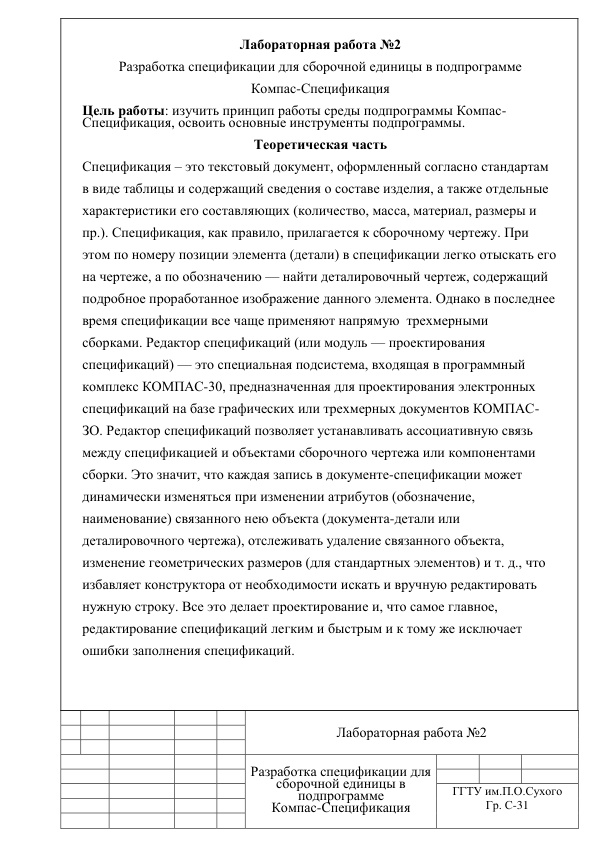 Лабораторная работа №2
Разработка спецификации для сборочной единицы в подпрограмме
Компас-Спецификация
Цель работы: изучить принцип работы среды подпрограммы Компас-
Спецификация, освоить основные инструменты подпрограммы.
Теоретическая часть
Спецификация – это текстовый документ, оформленный согласно стандартам
в виде таблицы и содержащий сведения о составе изделия, а также отдельные
характеристики его составляющих (количество, масса, материал, размеры и
пр.). Спецификация, как правило, прилагается к сборочному чертежу. При
этом по номеру позиции элемента (детали) в спецификации легко отыскать его
на чертеже, а по обозначению — найти деталировочный чертеж, содержащий
подробное проработанное изображение данного элемента. Однако в последнее
время спецификации все чаще применяют напрямую  трехмерными
сборками. Редактор спецификаций (или модуль — проектирования
спецификаций) — это специальная подсистема, входящая в программный
комплекс КОМПАС-30, предназначенная для проектирования электронных
спецификаций на базе графических или трехмерных документов КОМПАС-
ЗО. Редактор спецификаций позволяет устанавливать ассоциативную связь
между спецификацией и объектами сборочного чертежа или компонентами
сборки. Это значит, что каждая запись в документе-спецификации может
динамически изменяться при изменении атрибутов (обозначение,
наименование) связанного нею объекта (документа-детали или
деталировочного чертежа), отслеживать удаление связанного объекта,
изменение геометрических размеров (для стандартных элементов) и т. д., что
избавляет конструктора от необходимости искать и вручную редактировать
нужную строку. Все это делает проектирование и, что самое главное,
редактирование спецификаций легким и быстрым и к тому же исключает
ошибки заполнения спецификаций.
Лабораторная работа №2
Разработка спецификации для
сборочной единицы в
подпрограмме
Компас-Спецификация
ГГТУ им.П.О.Сухого
Гр. С-31